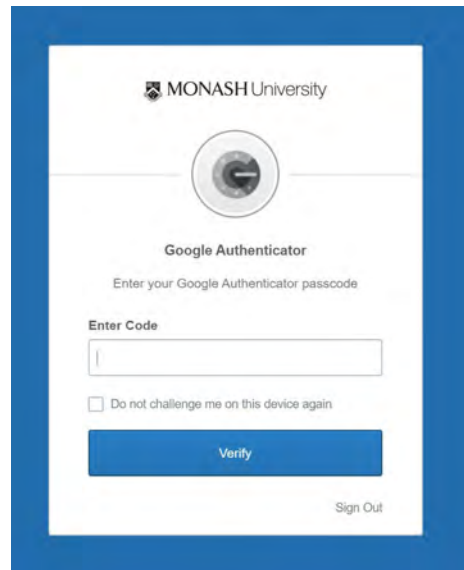 MONASH University
Google Authenticator
Enter your Google Authenticator passcode
Enter Code
Do not challenge me on this device again
Verify
Sign Out